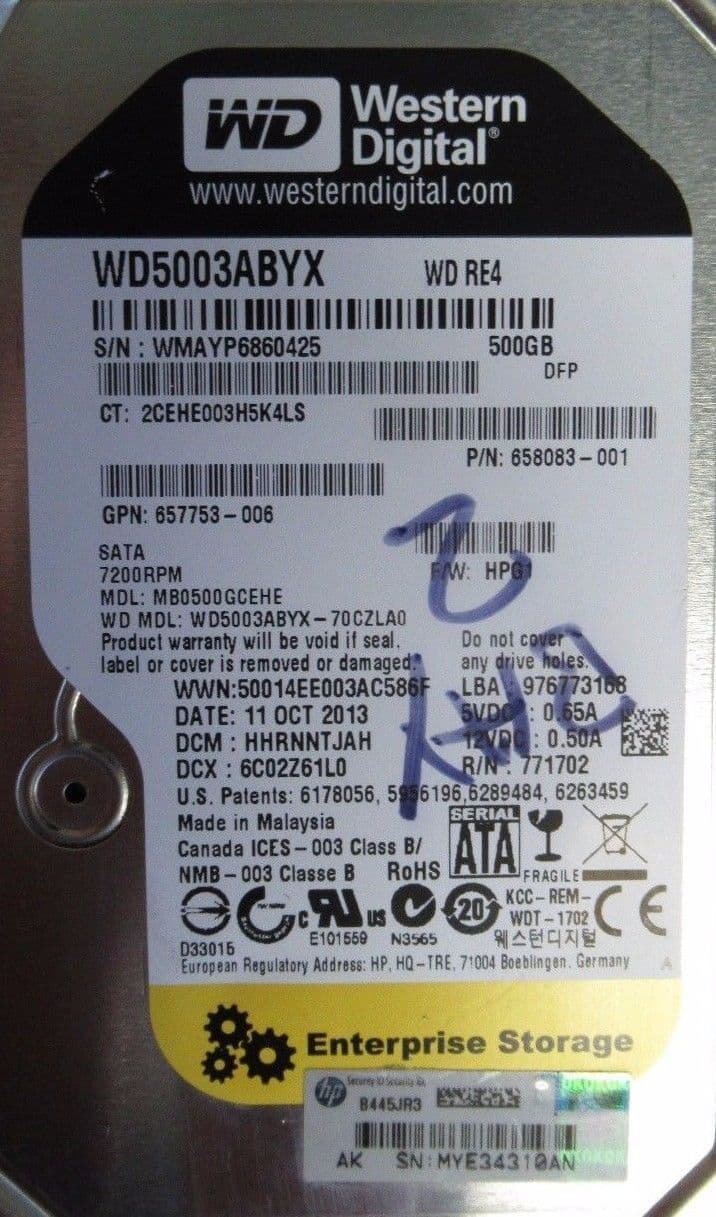 WD Western Digital®
www.westerndigital.com
WD5003ABYX WD RE4
S/N : WMAYP6860425 500GB
DFP
CT: 2CEHE003H5K4LS
P/N: 658083-001
GPN: 657753-006
F/W: HPG1
SATA
7200RPM
MDL: MB0500GCEHE
WD MDL: WD5003ABYX-70CZLA0
Product warranty will be void if seal.
label or cover is removed or damaged.
Do not cover
any drive holes.
WWN:50014EE003AC586F LBA : 976773168
DATE: 11 OCT 2013 5VDC : 0.65A
DCM : HHRNNTJAH 12VDC : 0.50A
DCX : 6C02Z61L0 R/N : 771702
U.S. Patents: 6178056, 5956196,6289484, 6263459
Made in Malaysia
Canada ICES-003 Class B/
NMB-003 Classe B RoHS
SERIAL
ATA
FRAGILE
D33016
c UR US
E101559
N3565
20
KCC-REM-
WDT-1702
웨스턴디지털
CE
European Regulatory Address: HP, HQ-TRE, 71004 Boeblingen. Germany A
Enterprise Storage
hp
B445JR3
AK SN:MYE34310AN